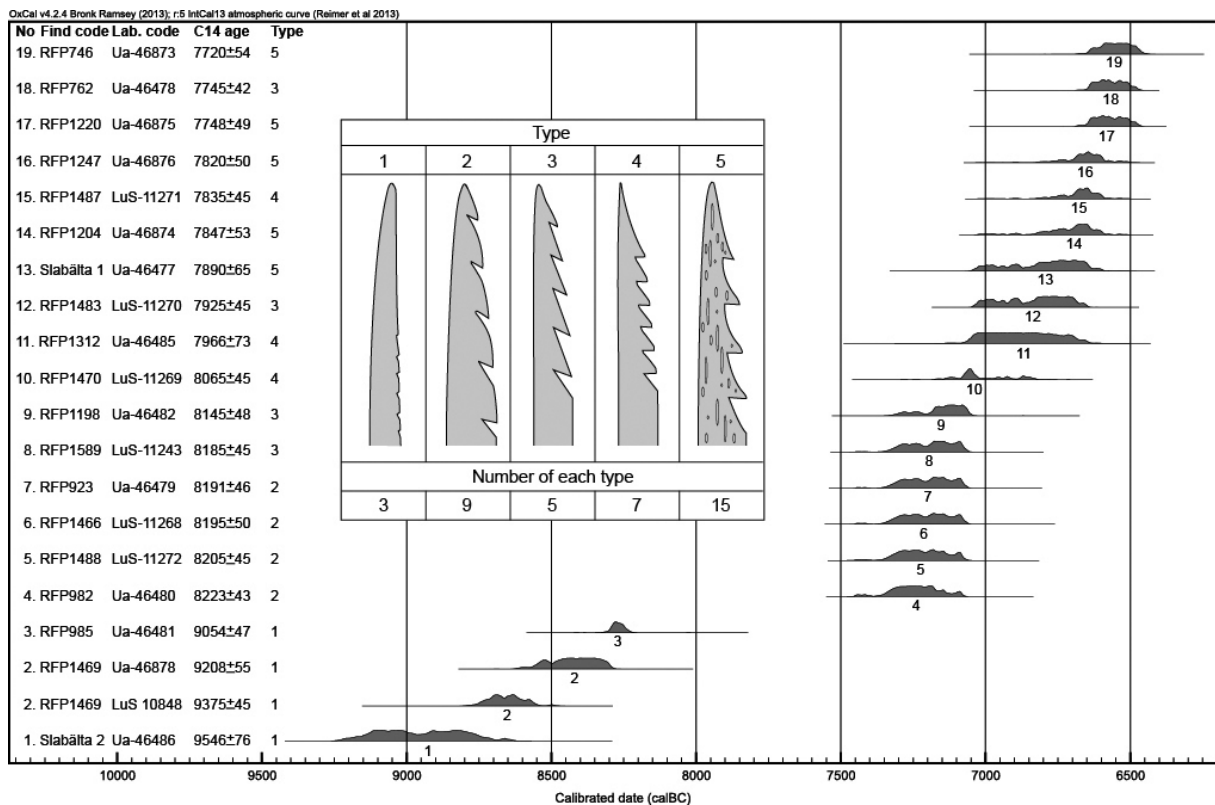 OxCal v4.2.4 Bronk Ramsey (2013); r:5 IntCal13 atmospheric curve (Reimer et al 2013)
No Find code Lab. code C14 age Type
19. RFP746 Ua-46873 7720±54 5
19
18. RFP762 Ua-46478 7745±42 3
18
17. RFP1220 Ua-46875 7748±49 5
17
16. RFP1247 Ua-46876 7820±50 5
16
15. RFP1487 LuS-11271 7835±45 4
15
14. RFP1204 Ua-46874 7847±53 5
14
13. Slabälta 1 Ua-46477 7890±65 5
13
12. RFP1483 LuS-11270 7925±45 3
12
11. RFP1312 Ua-46485 7966±73 4
11
10. RFP1470 LuS-11269 8065±45 4
10
9. RFP1198 Ua-46482 8145±48 3
9
8. RFP1589 LuS-11243 8185±45 3
8
7. RFP923 Ua-46479 8191±46 2
7
6. RFP1466 LuS-11268 8195±50 2
6
5. RFP1488 LuS-11272 8205±45 2
5
4. RFP982 Ua-46480 8223±43 2
4
3. RFP985 Ua-46481 9054±47 1
3
2. RFP1469 Ua-46878 9208±55 1
2
2. RFP1469 LuS 10848 9375±45 1
2
1. Slabälta 2 Ua-46486 9546±76 1
1
Type
1 2 3 4 5
Number of each type
3 9 5 7 15
10000 9500 9000 8500 8000 7500 7000 6500
Calibrated date (calBC)